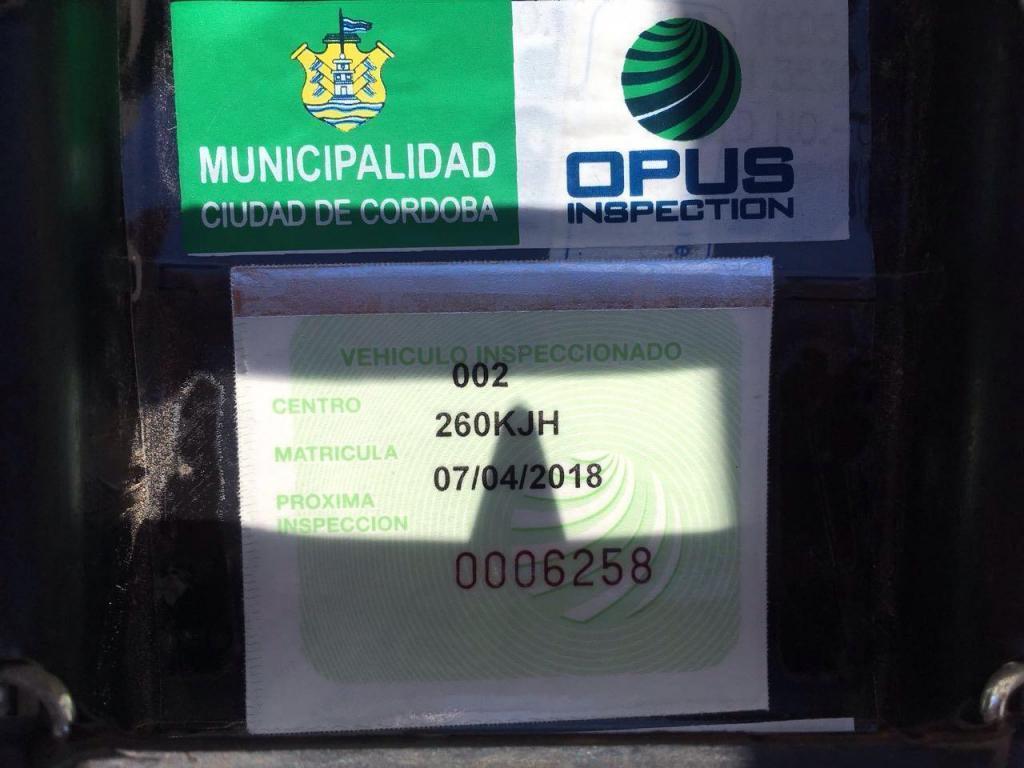 MUNICIPALIDAD
CIUDAD DE CORDOBA
OPUS
INSPECTION
VEHICULO INSPECCIONADO
002
CENTRO
260KJH
MATRICULA
07/04/2018
PROXIMA
INSPECCION
0006258